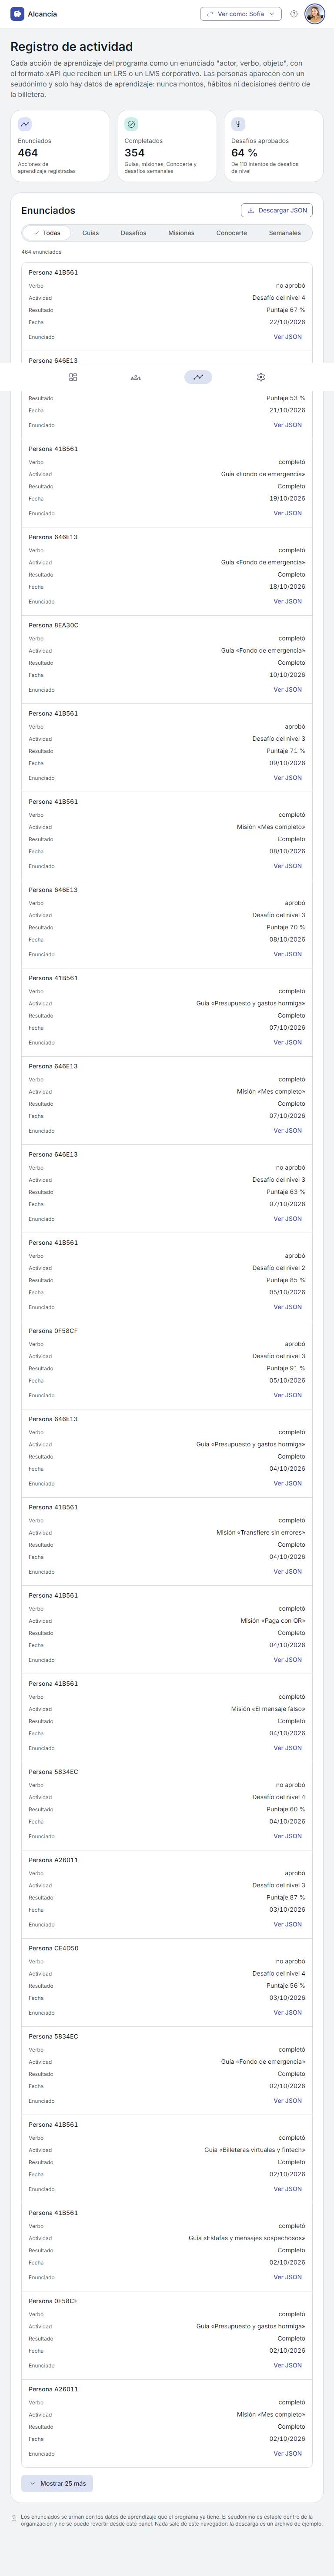 Alcancía
Ver como: Sofía
Registro de actividad
Cada acción de aprendizaje del programa como un enunciado "actor, verbo, objeto", con
el formato xAPI que reciben un LRS o un LMS corporativo. Las personas aparecen con un
seudónimo y solo hay datos de aprendizaje: nunca montos, hábitos ni decisiones dentro de
la billetera.
Enunciados
464
Acciones de
aprendizaje registradas
Completados
354
Guías, misiones, Conocerte y
desafíos semanales
Desafíos aprobados
64 %
De 110 intentos de desafíos
de nivel
Enunciados
Descargar JSON
Todas
Guías
Desafíos
Misiones
Conocerte
Semanales
464 enunciados
Persona 41B561
Verbo no aprobó
Actividad Desafío del nivel 4
Resultado Puntaje 67 %
Fecha 22/10/2026
Enunciado Ver JSON
Persona 646E13
Resultado Puntaje 53 %
Fecha 21/10/2026
Enunciado Ver JSON
Persona 41B561
Verbo completó
Actividad Guía «Fondo de emergencia»
Resultado Completo
Fecha 19/10/2026
Enunciado Ver JSON
Persona 646E13
Verbo completó
Actividad Guía «Fondo de emergencia»
Resultado Completo
Fecha 18/10/2026
Enunciado Ver JSON
Persona 8EA30C
Verbo completó
Actividad Guía «Fondo de emergencia»
Resultado Completo
Fecha 10/10/2026
Enunciado Ver JSON
Persona 41B561
Verbo aprobó
Actividad Desafío del nivel 3
Resultado Puntaje 71 %
Fecha 09/10/2026
Enunciado Ver JSON
Persona 41B561
Verbo completó
Actividad Misión «Mes completo»
Resultado Completo
Fecha 08/10/2026
Enunciado Ver JSON
Persona 646E13
Verbo aprobó
Actividad Desafío del nivel 3
Resultado Puntaje 70 %
Fecha 08/10/2026
Enunciado Ver JSON
Persona 41B561
Verbo completó
Actividad Guía «Presupuesto y gastos hormiga»
Resultado Completo
Fecha 07/10/2026
Enunciado Ver JSON
Persona 646E13
Verbo completó
Actividad Misión «Mes completo»
Resultado Completo
Fecha 07/10/2026
Enunciado Ver JSON
Persona 646E13
Verbo no aprobó
Actividad Desafío del nivel 3
Resultado Puntaje 63 %
Fecha 07/10/2026
Enunciado Ver JSON
Persona 41B561
Verbo aprobó
Actividad Desafío del nivel 2
Resultado Puntaje 85 %
Fecha 05/10/2026
Enunciado Ver JSON
Persona 0F58CF
Verbo aprobó
Actividad Desafío del nivel 3
Resultado Puntaje 91 %
Fecha 05/10/2026
Enunciado Ver JSON
Persona 646E13
Verbo completó
Actividad Guía «Presupuesto y gastos hormiga»
Resultado Completo
Fecha 04/10/2026
Enunciado Ver JSON
Persona 41B561
Verbo completó
Actividad Misión «Transfiere sin errores»
Resultado Completo
Fecha 04/10/2026
Enunciado Ver JSON
Persona 41B561
Verbo completó
Actividad Misión «Paga con QR»
Resultado Completo
Fecha 04/10/2026
Enunciado Ver JSON
Persona 41B561
Verbo completó
Actividad Misión «El mensaje falso»
Resultado Completo
Fecha 04/10/2026
Enunciado Ver JSON
Persona 5834EC
Verbo no aprobó
Actividad Desafío del nivel 4
Resultado Puntaje 60 %
Fecha 04/10/2026
Enunciado Ver JSON
Persona A26011
Verbo aprobó
Actividad Desafío del nivel 3
Resultado Puntaje 87 %
Fecha 03/10/2026
Enunciado Ver JSON
Persona CE4D50
Verbo no aprobó
Actividad Desafío del nivel 4
Resultado Puntaje 56 %
Fecha 03/10/2026
Enunciado Ver JSON
Persona 5834EC
Verbo completó
Actividad Guía «Fondo de emergencia»
Resultado Completo
Fecha 02/10/2026
Enunciado Ver JSON
Persona 41B561
Verbo completó
Actividad Guía «Billeteras virtuales y fintech»
Resultado Completo
Fecha 02/10/2026
Enunciado Ver JSON
Persona 41B561
Verbo completó
Actividad Guía «Estafas y mensajes sospechosos»
Resultado Completo
Fecha 02/10/2026
Enunciado Ver JSON
Persona 0F58CF
Verbo completó
Actividad Guía «Presupuesto y gastos hormiga»
Resultado Completo
Fecha 02/10/2026
Enunciado Ver JSON
Persona A26011
Verbo completó
Actividad Misión «Mes completo»
Resultado Completo
Fecha 02/10/2026
Enunciado Ver JSON
Mostrar 25 más
Los enunciados se arman con los datos de aprendizaje que el programa ya tiene. El seudónimo es estable dentro de la
organización y no se puede revertir desde este panel. Nada sale de este navegador: la descarga es un archivo de ejemplo.